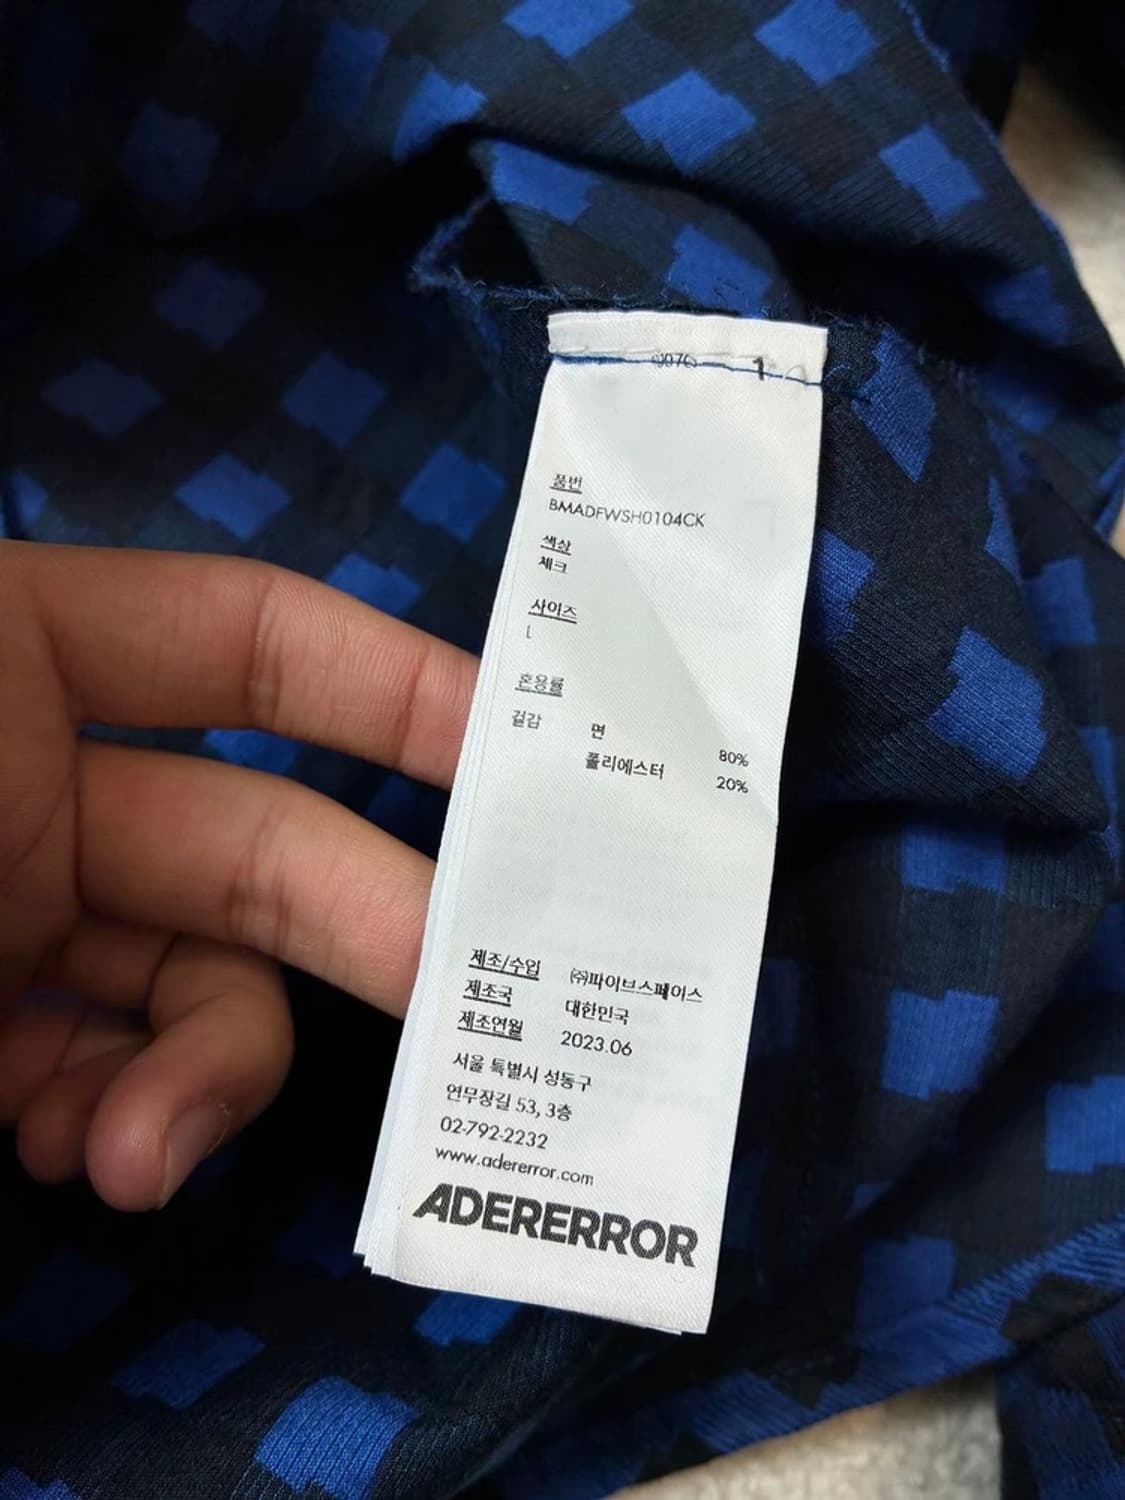 품번
BMADFWSH0104CK
색상
체크
사이즈
L
혼용률
겉감 면 80%
폴리에스터 20%
제조/수입 ㈜파이브스페이스
제조국 대한민국
제조연월 2023.06
서울 특별시 성동구
연무장길 53, 3층
02-792-2232
www.adererror.com
ADERERROR